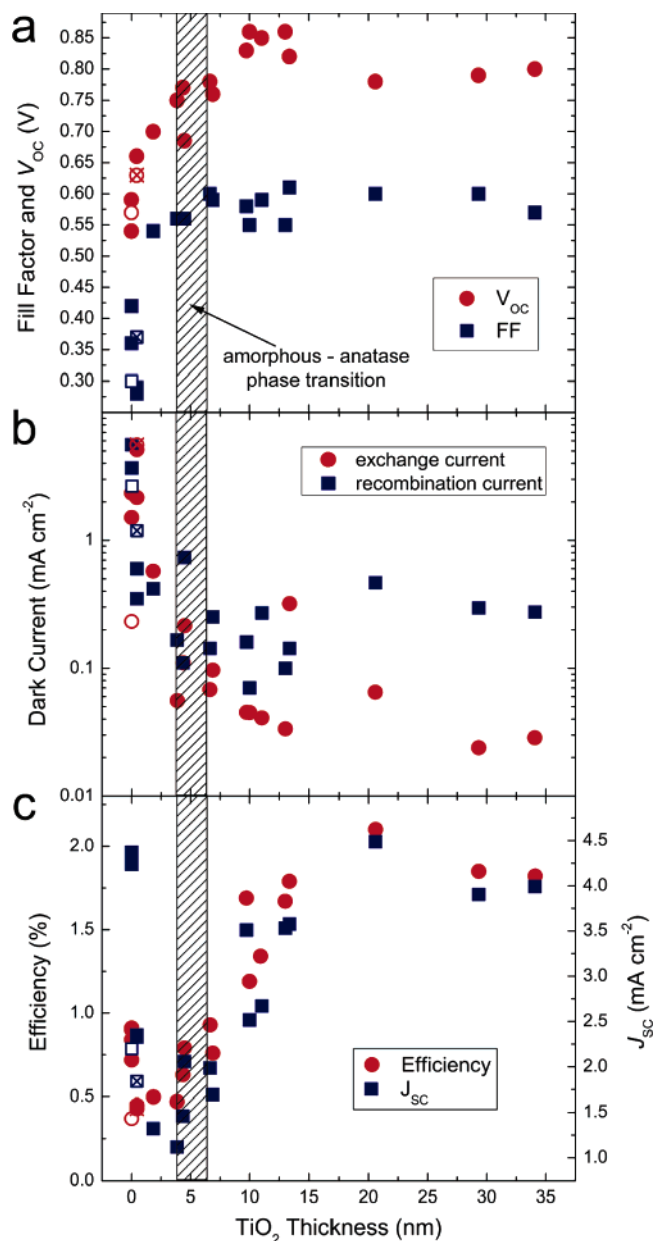 a
Fill Factor and V_OC (V)
0.85
0.80
0.75
0.70
0.65
0.60
0.55
0.50
0.45
0.40
0.35
0.30
V_OC
FF
amorphous - anatase
phase transition
b
Dark Current (mA cm⁻²)
1
0.1
0.01
exchange current
recombination current
c
Efficiency (%)
2.0
1.5
1.0
0.5
0.0
4.5
4.0
3.5
3.0
2.5
2.0
1.5
1.0
J_SC (mA cm⁻²)
Efficiency
J_SC
0 5 10 15 20 25 30 35
TiO₂ Thickness (nm)